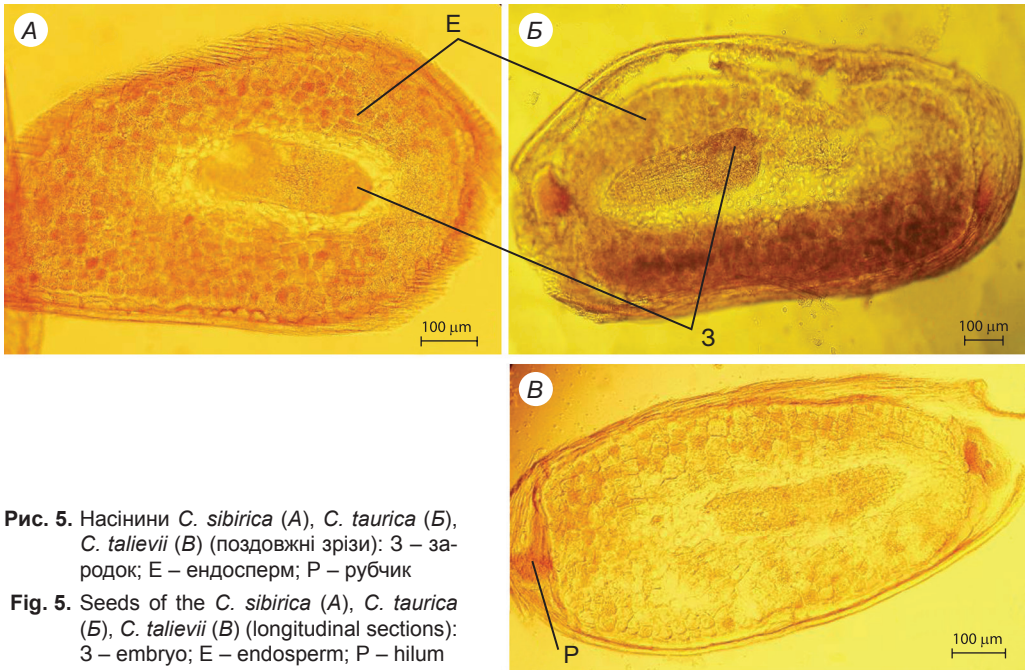 А
Е
Б
100 µm
З
100 µm
В
Р
100 µm
Рис. 5. Насінини C. sibirica (А), C. taurica (Б),
C. talievii (В) (поздовжні зрізи): З – за-
родок; Е – ендосперм; Р – рубчик
Fig. 5. Seeds of the C. sibirica (A), C. taurica
(Б), C. talievii (B) (longitudinal sections):
З – embryo; E – endosperm; P – hilum